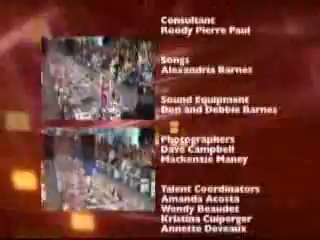 Consultant
Roody Pierre Paul
Songs
Alexandria Barnes
Sound Equipment
Don and Debbie Barnes
Photographers
Dave Campbell
Mackenzie Maney
Talent Coordinators
Amanda Acosta
Wendy Beaudet
Kristina Culperger
Annette Deveaux